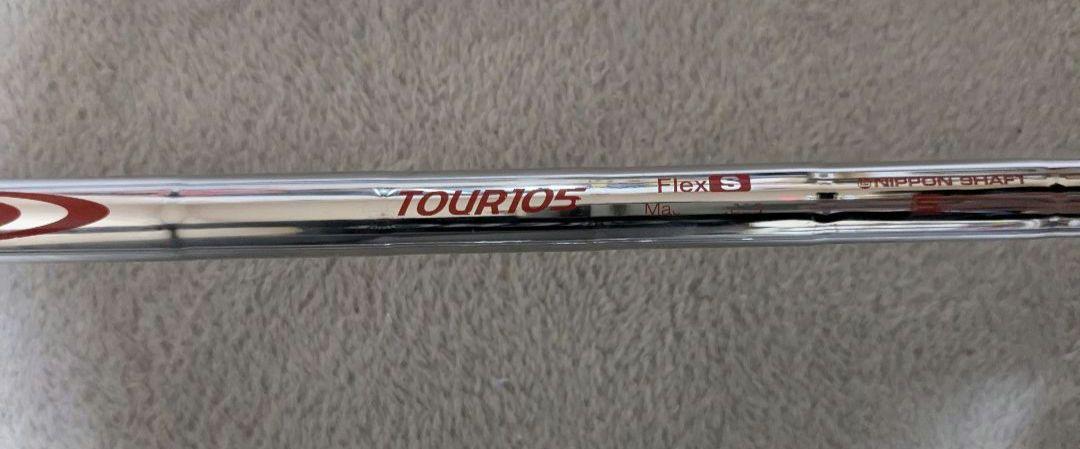 TOUR105
Flex S
NIPPON SHAFT
S